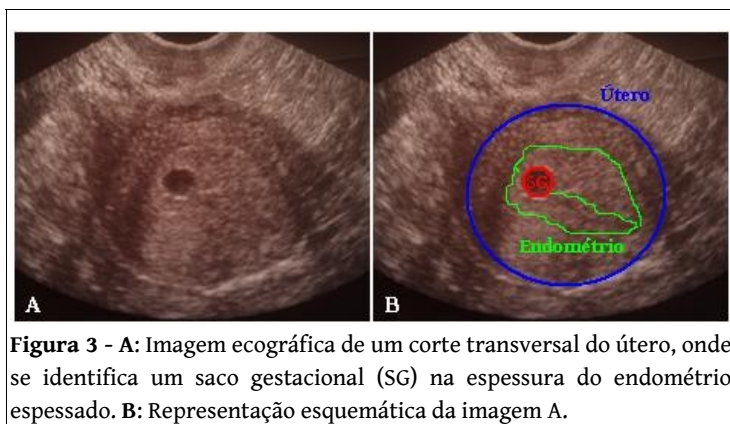 Útero
SG
Endométrio
A
B
Figura 3 - A: Imagem ecográfica de um corte transversal do útero, onde
se identifica um saco gestacional (SG) na espessura do endométrio
espessado. B: Representação esquemática da imagem A.